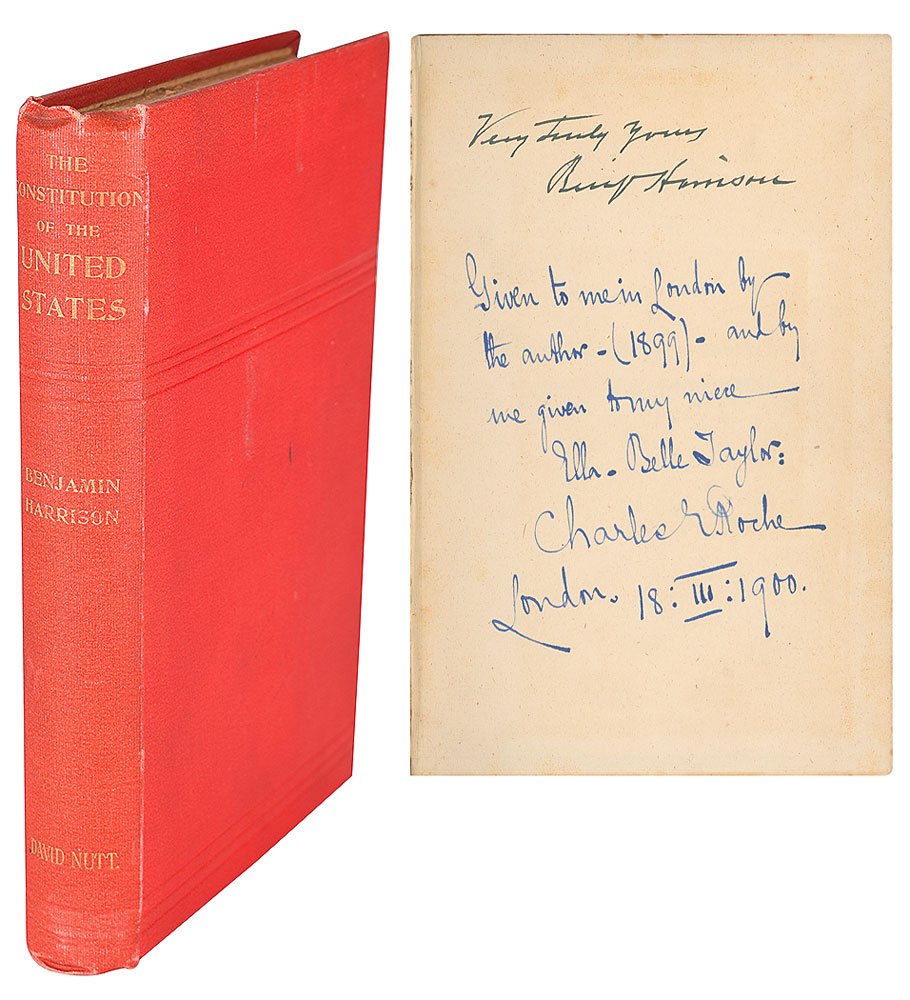 THE
CONSTITUTION
OF THE
UNITED
STATES
BENJAMIN
HARRISON
DAVID NUTT.
Very truly yours
Benj Harrison
Given to me in London by
the author - (1899) - and by
me given to my niece
Ella - Belle Taylor:
Charles E Roche
London. 18: III: 1900.